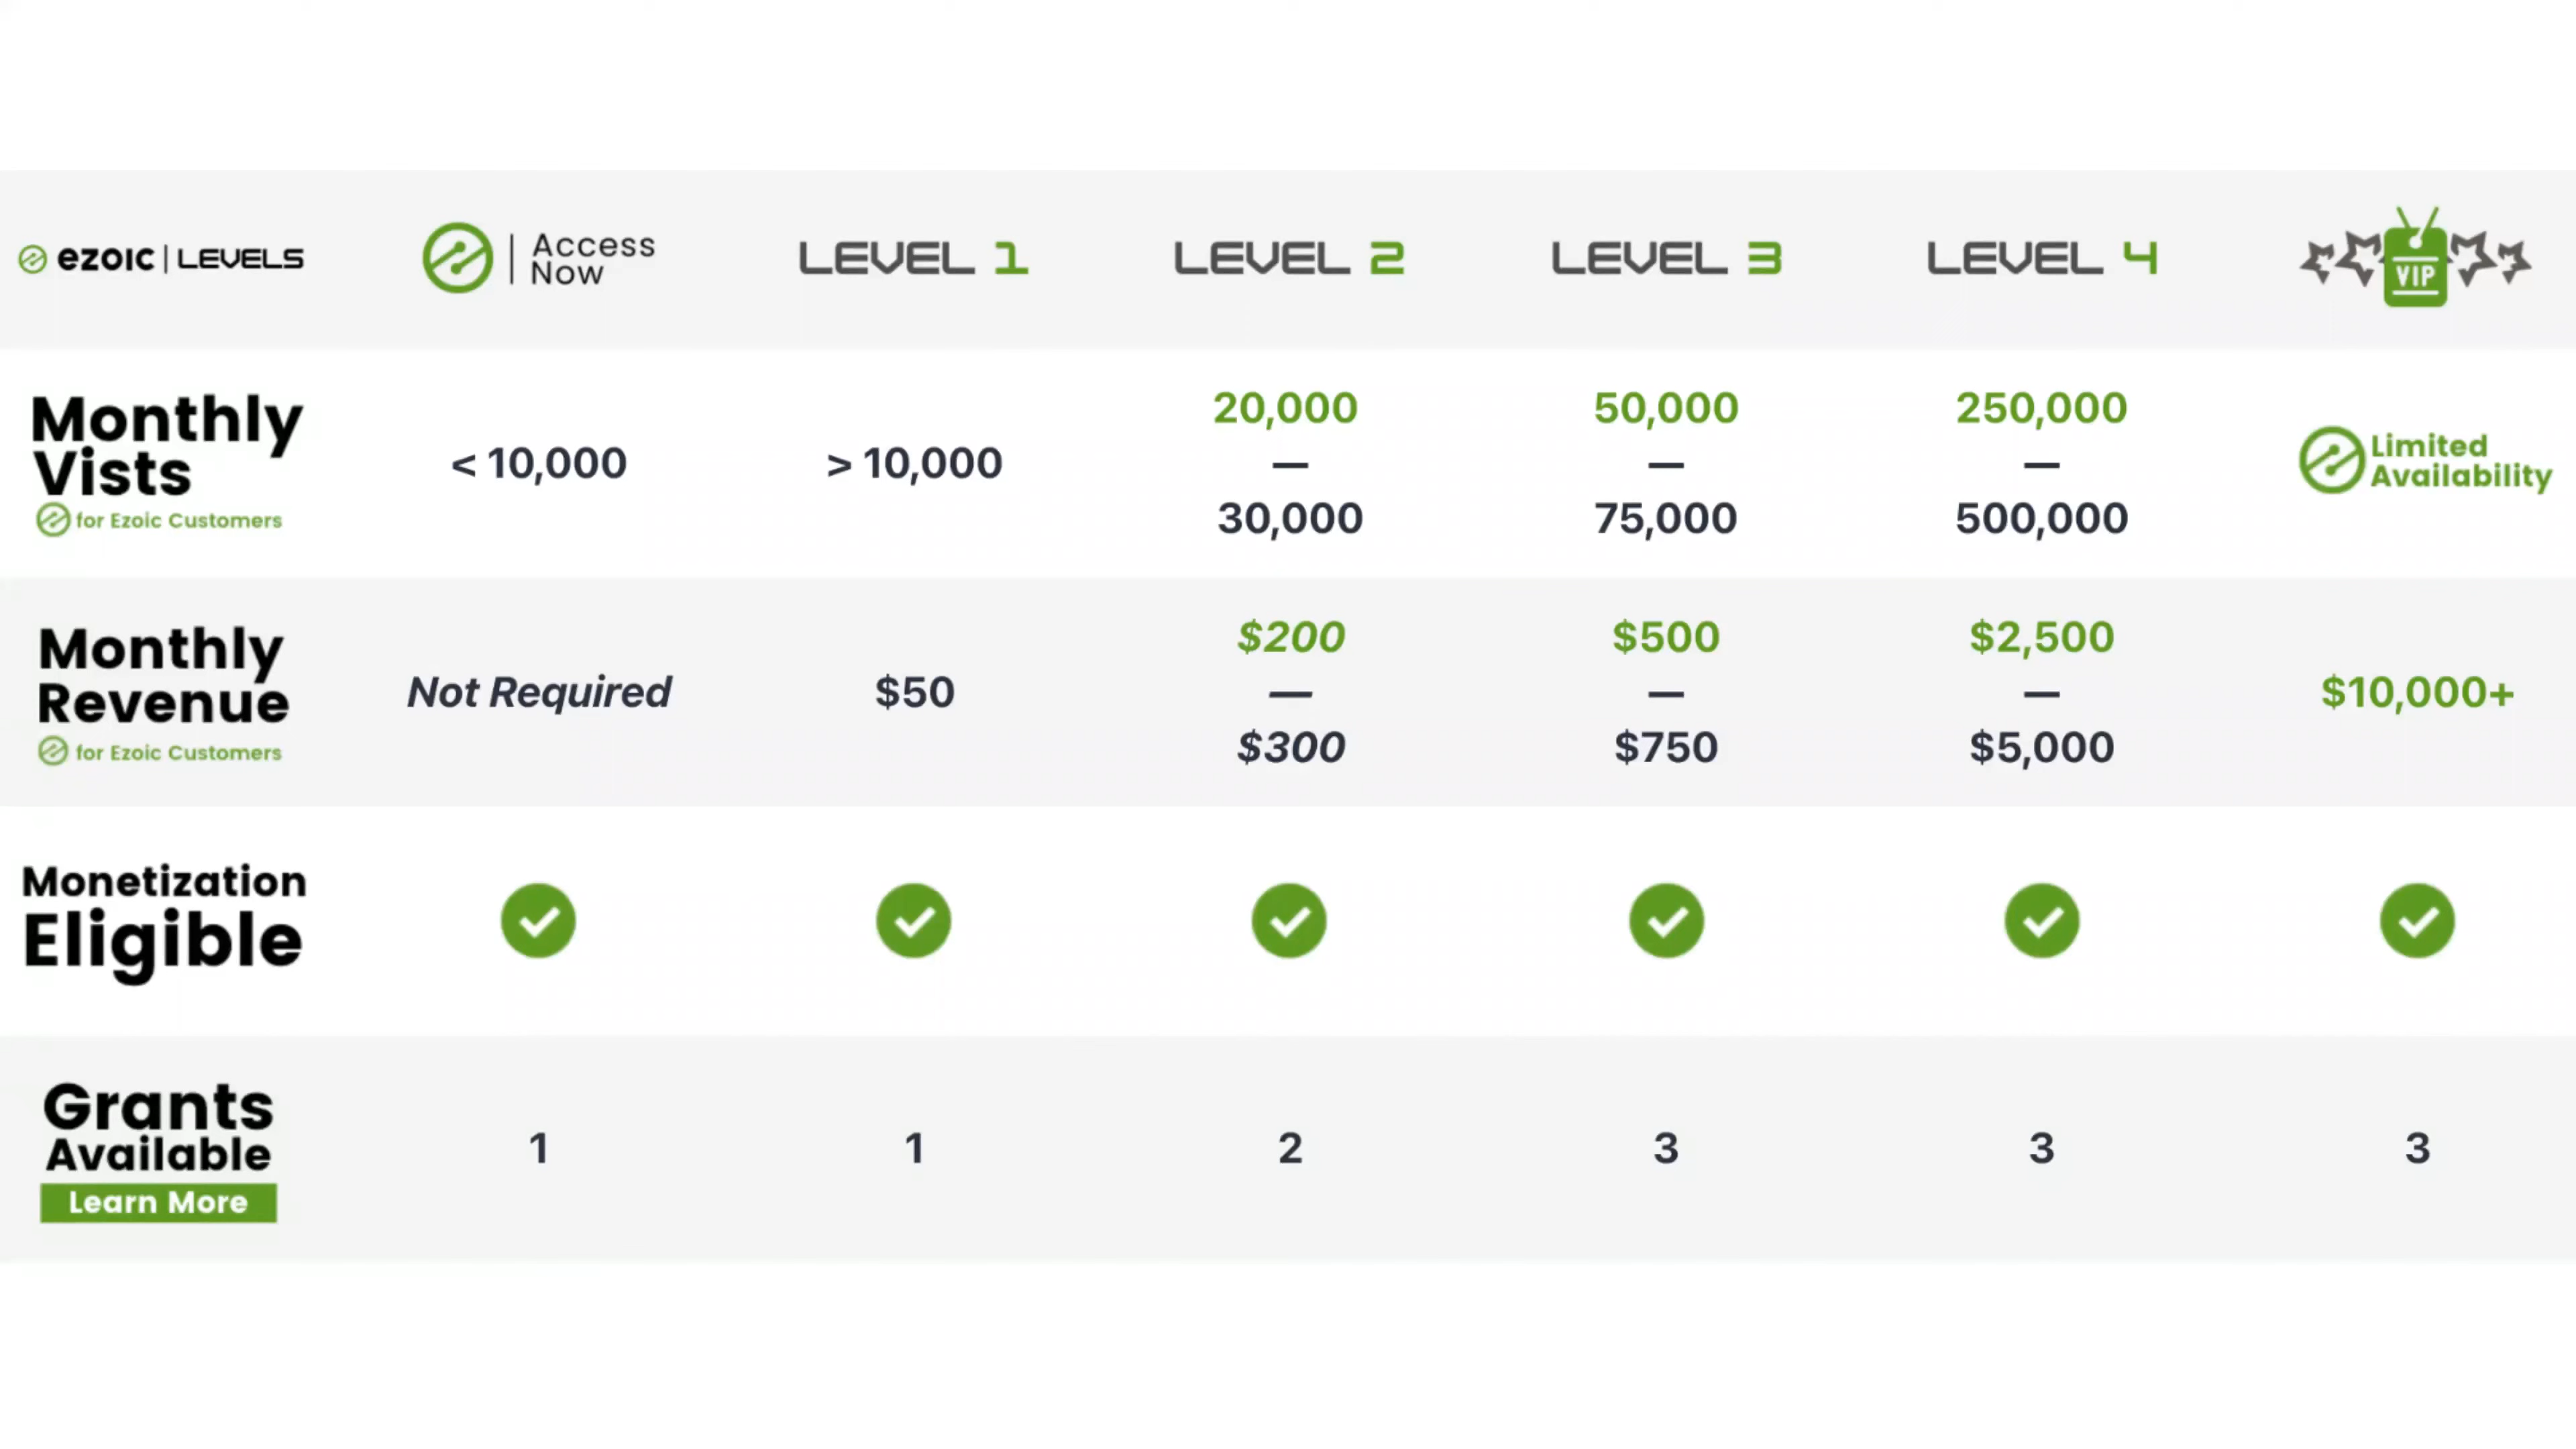 ezoic | LEVELS
Access
Now
LEVEL 1
LEVEL 2
LEVEL 3
LEVEL 4
VIP
Monthly
Vists
for Ezoic Customers
< 10,000
> 10,000
20,000
—
30,000
50,000
—
75,000
250,000
—
500,000
Limited
Availability
Monthly
Revenue
for Ezoic Customers
Not Required
$50
$200
—
$300
$500
—
$750
$2,500
—
$5,000
$10,000+
Monetization
Eligible
Grants
Available
Learn More
1
1
2
3
3
3